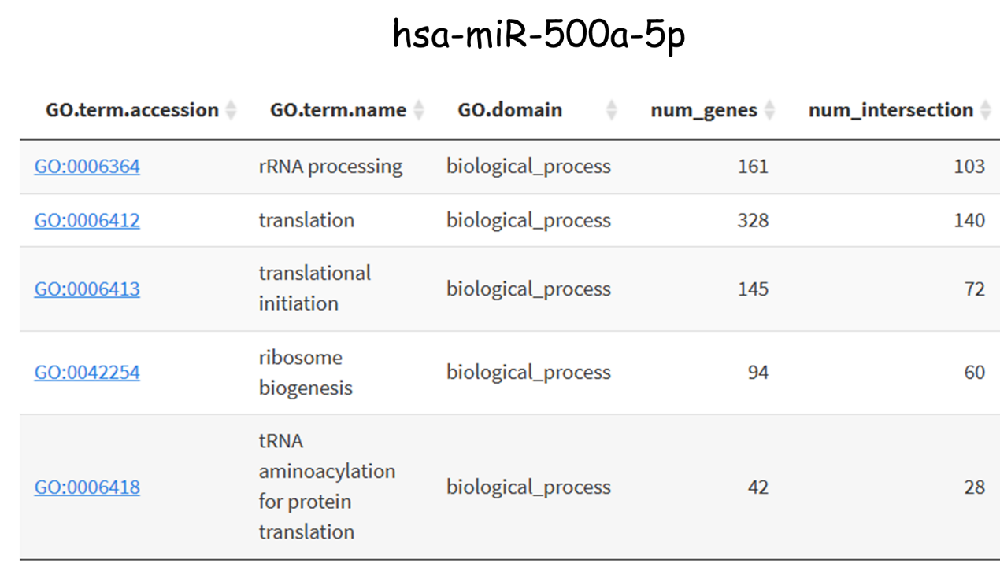 hsa-miR-500a-5p
GO.term.accession GO.term.name GO.domain num_genes num_intersection
GO:0006364 rRNA processing biological_process 161 103
GO:0006412 translation biological_process 328 140
translational
GO:0006413 biological_process 145 72
initiation
ribosome
GO:0042254 biological_process 94 60
biogenesis
tRNA
aminoacylation
GO:0006418 biological_process 42 28
for protein
translation